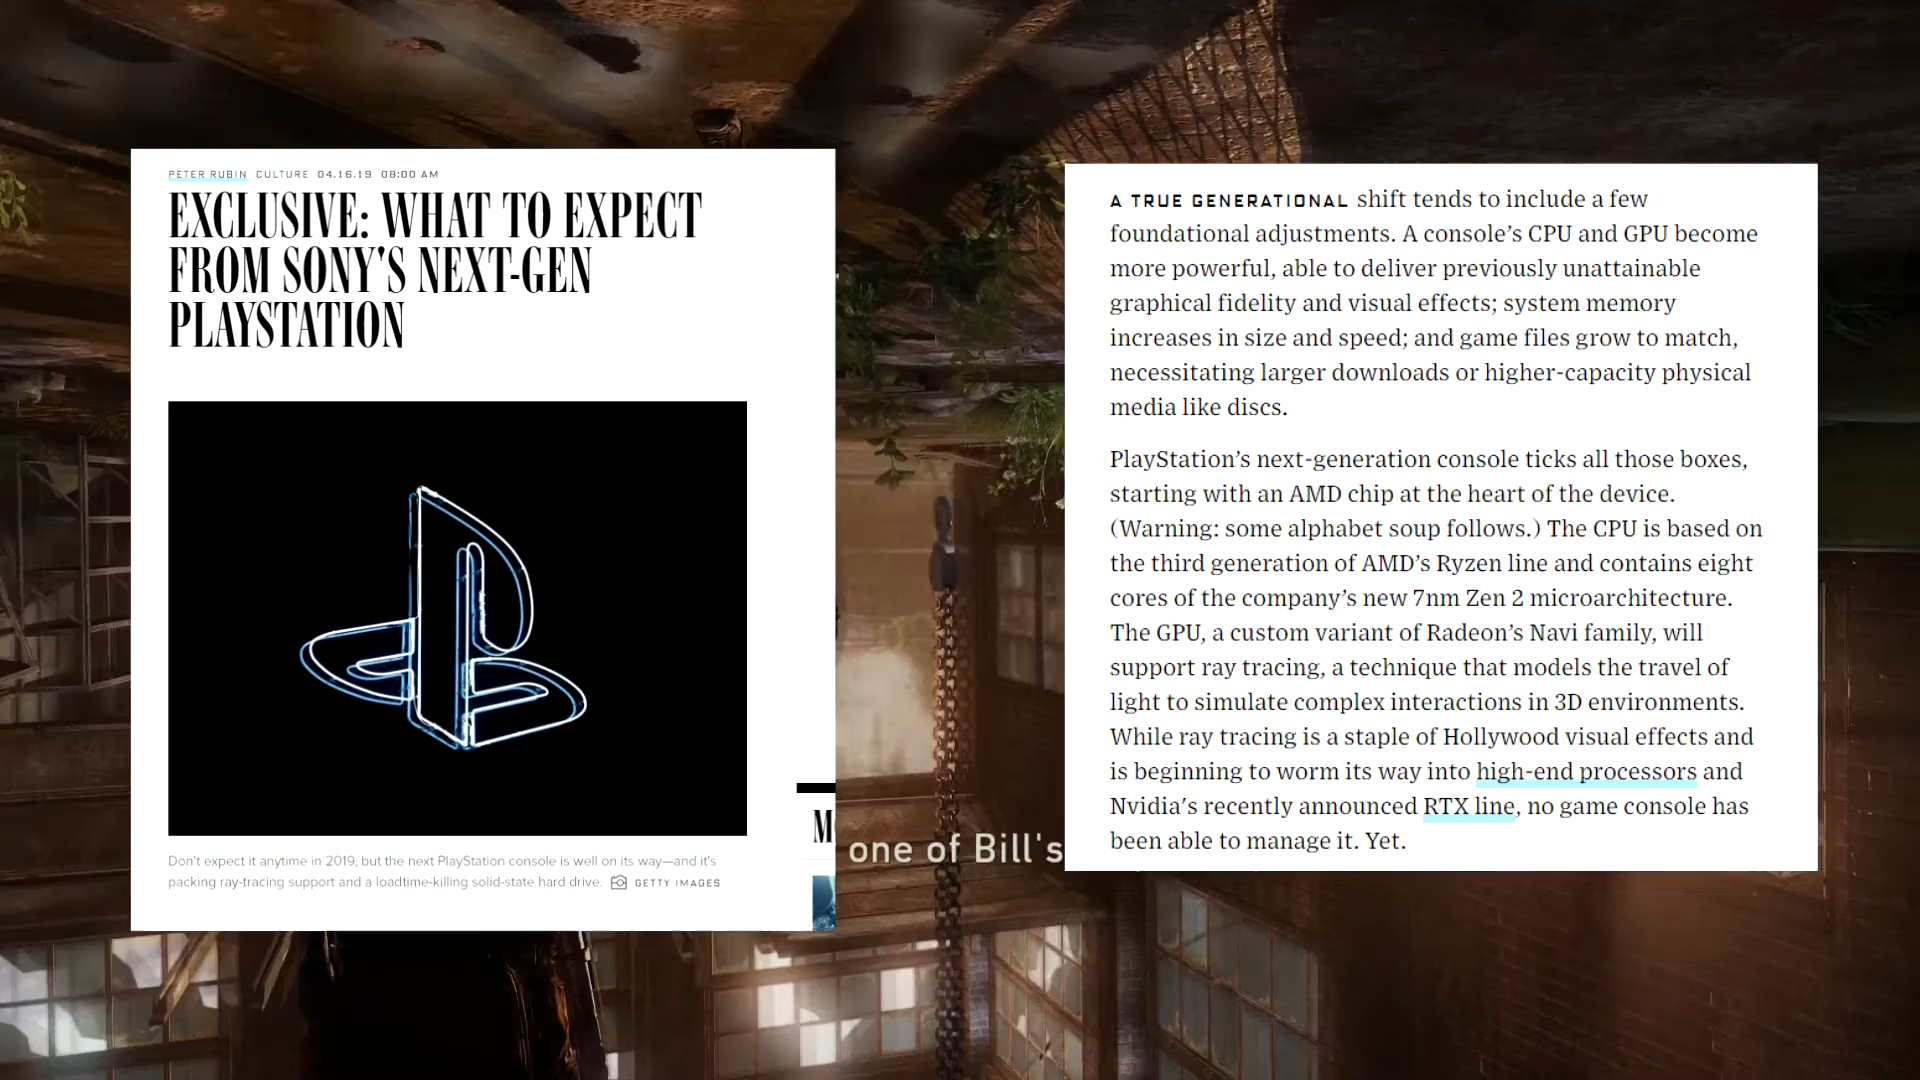 PETER RUBIN CULTURE 04.16.19 08:00 AM
EXCLUSIVE: WHAT TO EXPECT
FROM SONY'S NEXT-GEN
PLAYSTATION
Don't expect it anytime in 2019, but the next PlayStation console is well on its way—and it's
packing ray-tracing support and a loadtime-killing solid-state hard drive. GETTY IMAGES
one of Bill's
A TRUE GENERATIONAL shift tends to include a few
foundational adjustments. A console’s CPU and GPU become
more powerful, able to deliver previously unattainable
graphical fidelity and visual effects; system memory
increases in size and speed; and game files grow to match,
necessitating larger downloads or higher-capacity physical
media like discs.
PlayStation’s next-generation console ticks all those boxes,
starting with an AMD chip at the heart of the device.
(Warning: some alphabet soup follows.) The CPU is based on
the third generation of AMD’s Ryzen line and contains eight
cores of the company’s new 7nm Zen 2 microarchitecture.
The GPU, a custom variant of Radeon’s Navi family, will
support ray tracing, a technique that models the travel of
light to simulate complex interactions in 3D environments.
While ray tracing is a staple of Hollywood visual effects and
is beginning to worm its way into high-end processors and
Nvidia’s recently announced RTX line, no game console has
been able to manage it. Yet.